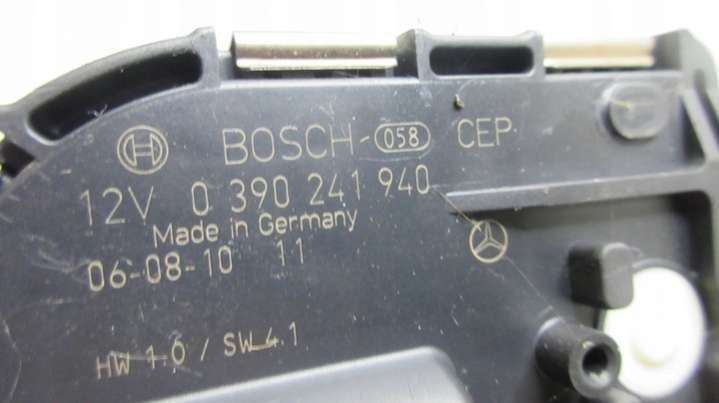 BOSCH 058 CEP
12V 0 390 241 940
Made in Germany
06-08-10 11
HW 1.0 / SW 4.1